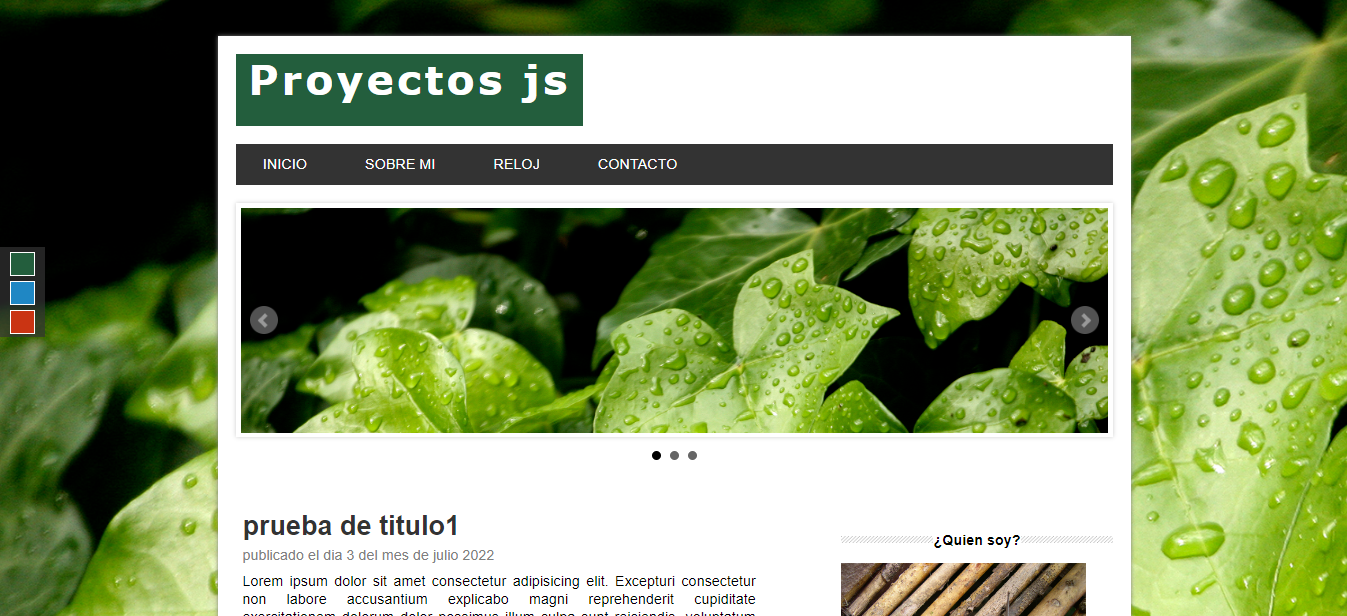 Proyectos js
INICIO SOBRE MI RELOJ CONTACTO
prueba de titulo1
publicado el dia 3 del mes de julio 2022
Lorem ipsum dolor sit amet consectetur adipisicing elit. Excepturi consectetur
non labore accusantium explicabo magni reprehenderit cupiditate
¿Quien soy?